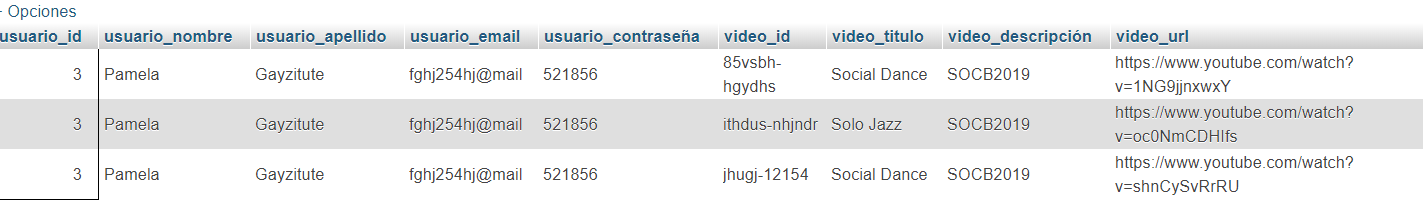 Opciones
usuario_id usuario_nombre usuario_apellido usuario_email usuario_contraseña video_id video_titulo video_descripción video_url
3 Pamela Gayzitute fghj254hj@mail 521856 85vsbh-hgydhs Social Dance SOCB2019 https://www.youtube.com/watch?v=1NG9jjnxwxY
3 Pamela Gayzitute fghj254hj@mail 521856 ithdus-nhjndr Solo Jazz SOCB2019 https://www.youtube.com/watch?v=oc0NmCDHIfs
3 Pamela Gayzitute fghj254hj@mail 521856 jhugj-12154 Social Dance SOCB2019 https://www.youtube.com/watch?v=shnCySvRrRU